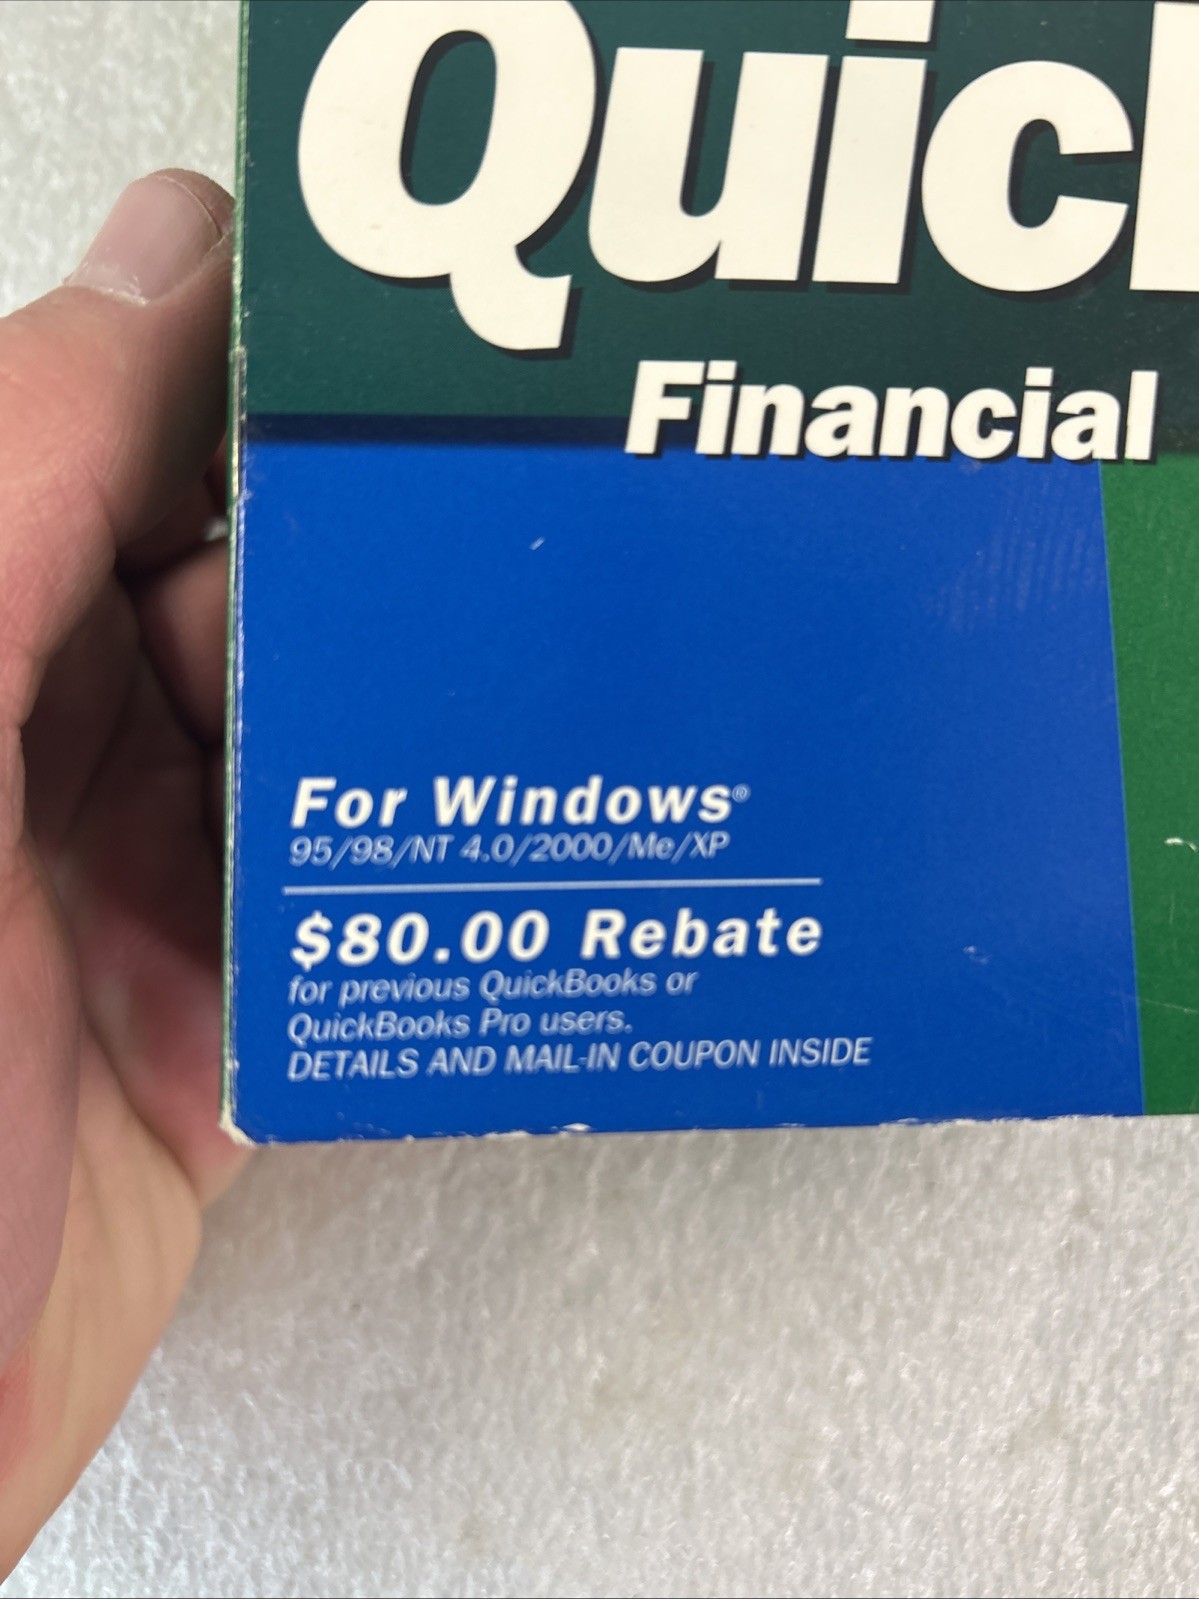 Quick
Financial
For Windows®
95/98/NT 4.0/2000/Me/XP
$80.00 Rebate
for previous QuickBooks or
QuickBooks Pro users.
DETAILS AND MAIL-IN COUPON INSIDE